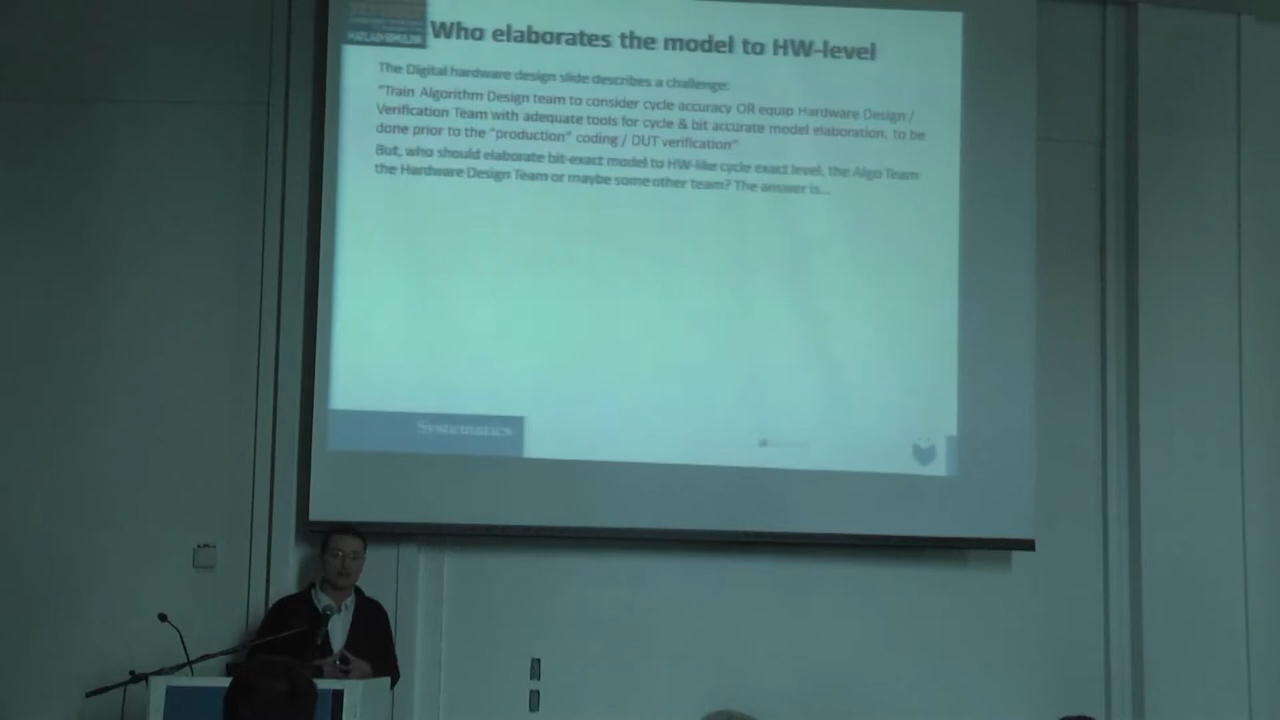 Who elaborates the model to HW-level
The Digital hardware design slide describes a challenge:
"Train Algorithm Design team to consider cycle accuracy OR equip Hardware Design /
Verification Team with adequate tools for cycle & bit accurate model elaboration, to be
done prior to the "production" coding / DUT verification"
But, who should elaborate bit-exact model to HW-like cycle exact level, the Algo Team
the Hardware Design Team or maybe some other team? The answer is...
Systematics